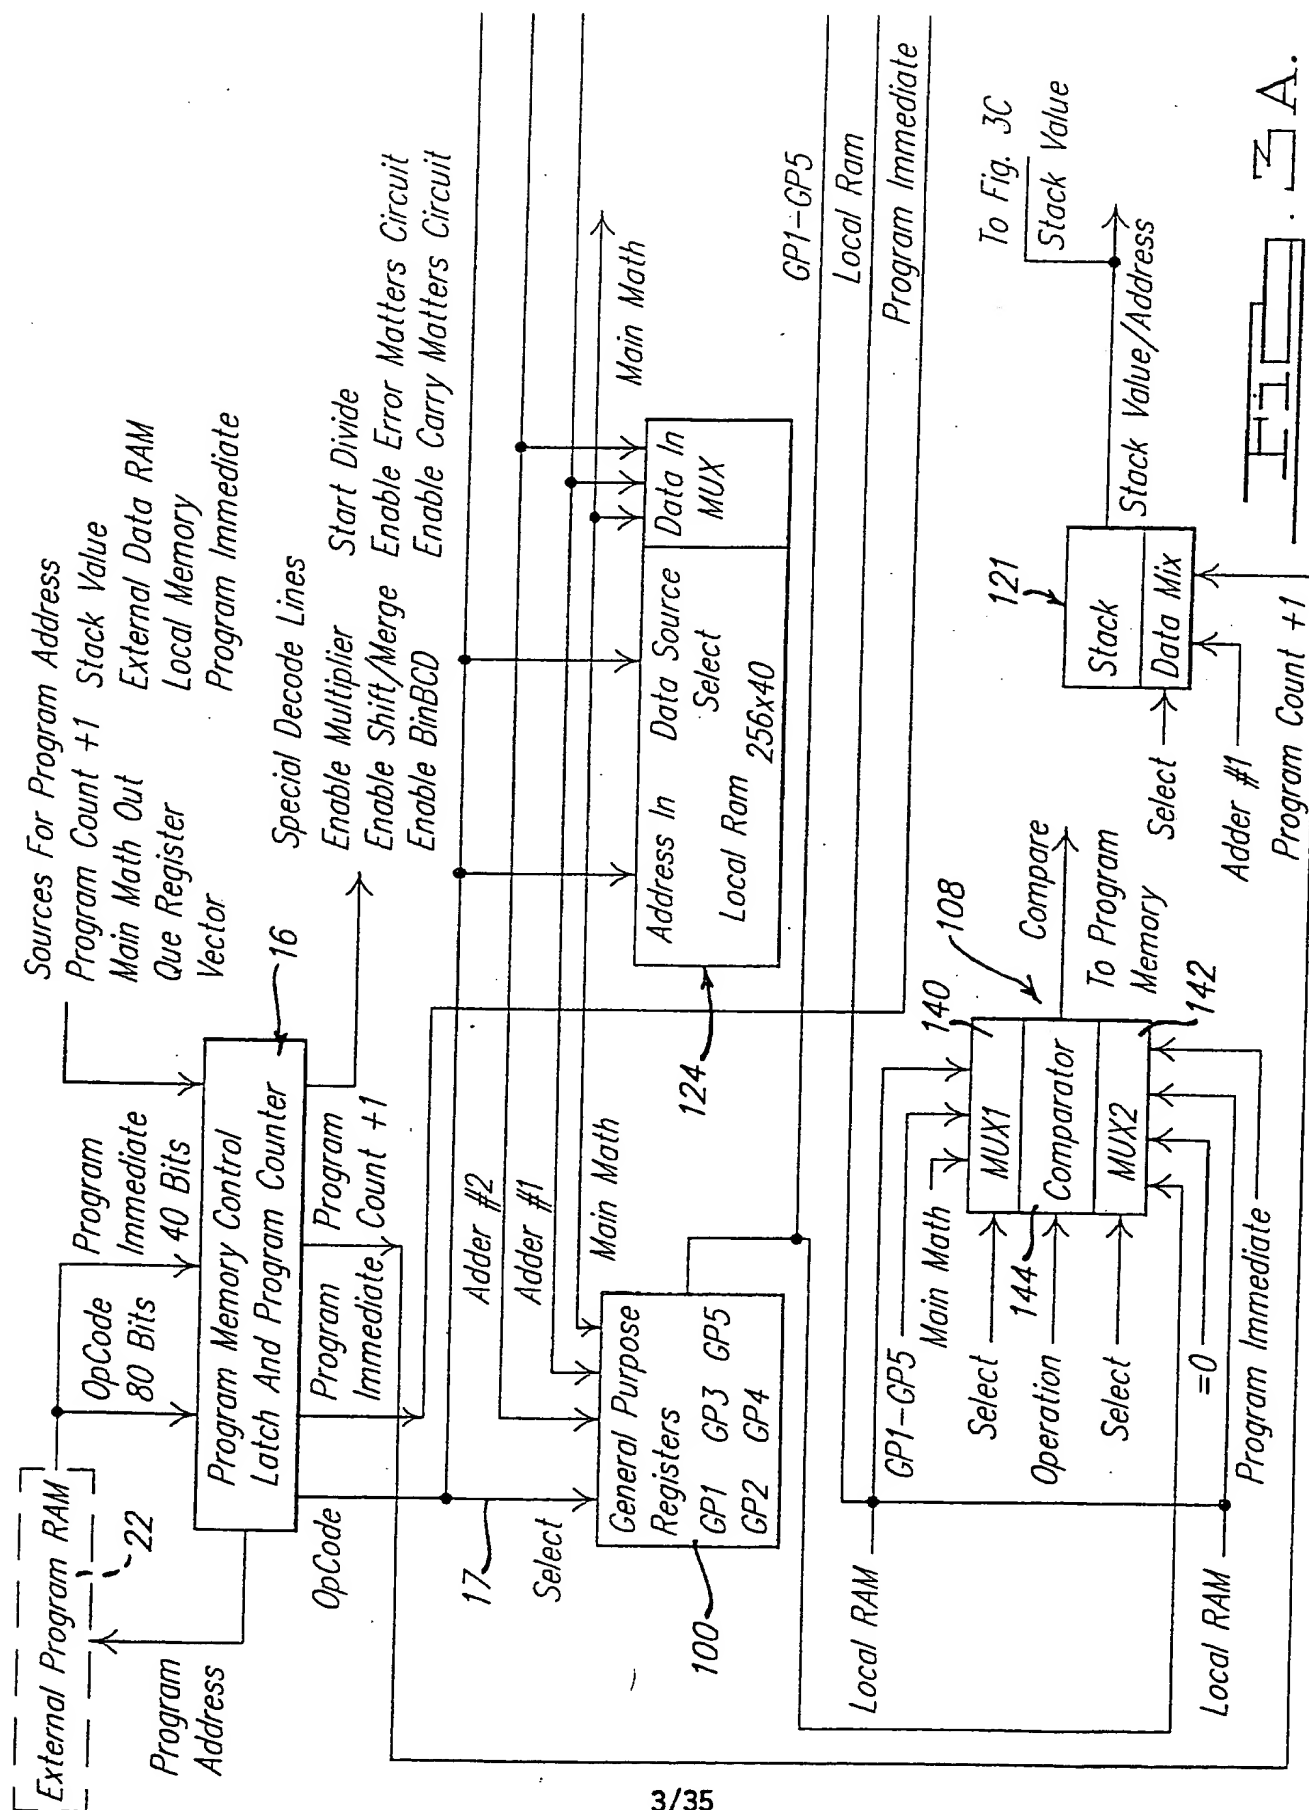 External Program RAM
22
Program
Address
OpCode
80 Bits
Program
Immediate
40 Bits
Sources For Program Address
Program Count +1 Stack Value
Main Math Out External Data RAM
Que Register Local Memory
Vector Program Immediate
16
Program Memory Control
Latch And Program Counter
Special Decode Lines
Enable Multiplier Start Divide
Enable Shift/Merge Enable Error Matters Circuit
Enable BinBCD Enable Carry Matters Circuit
OpCode
Program
Immediate
Program
Count +1
17
Select
Adder #2
Adder #1
Main Math
General Purpose
Registers
GP1 GP3 GP5
GP2 GP4
100
Address In Data Source
Select
Local Ram 256x40
Data In
MUX
124
Main Math
GP1-GP5
Local Ram
Program Immediate
Local RAM
GP1-GP5
Main Math
Select
Operation
Select
144
=0
Program Immediate
Local RAM
140
108
MUX1
Comparator
MUX2
142
Compare
To Program
Memory
121
Stack
Data Mix
Select
Adder #1
Program Count +1
Stack Value/Address
To Fig. 3C
Stack Value
Fig. 3A.
3/35